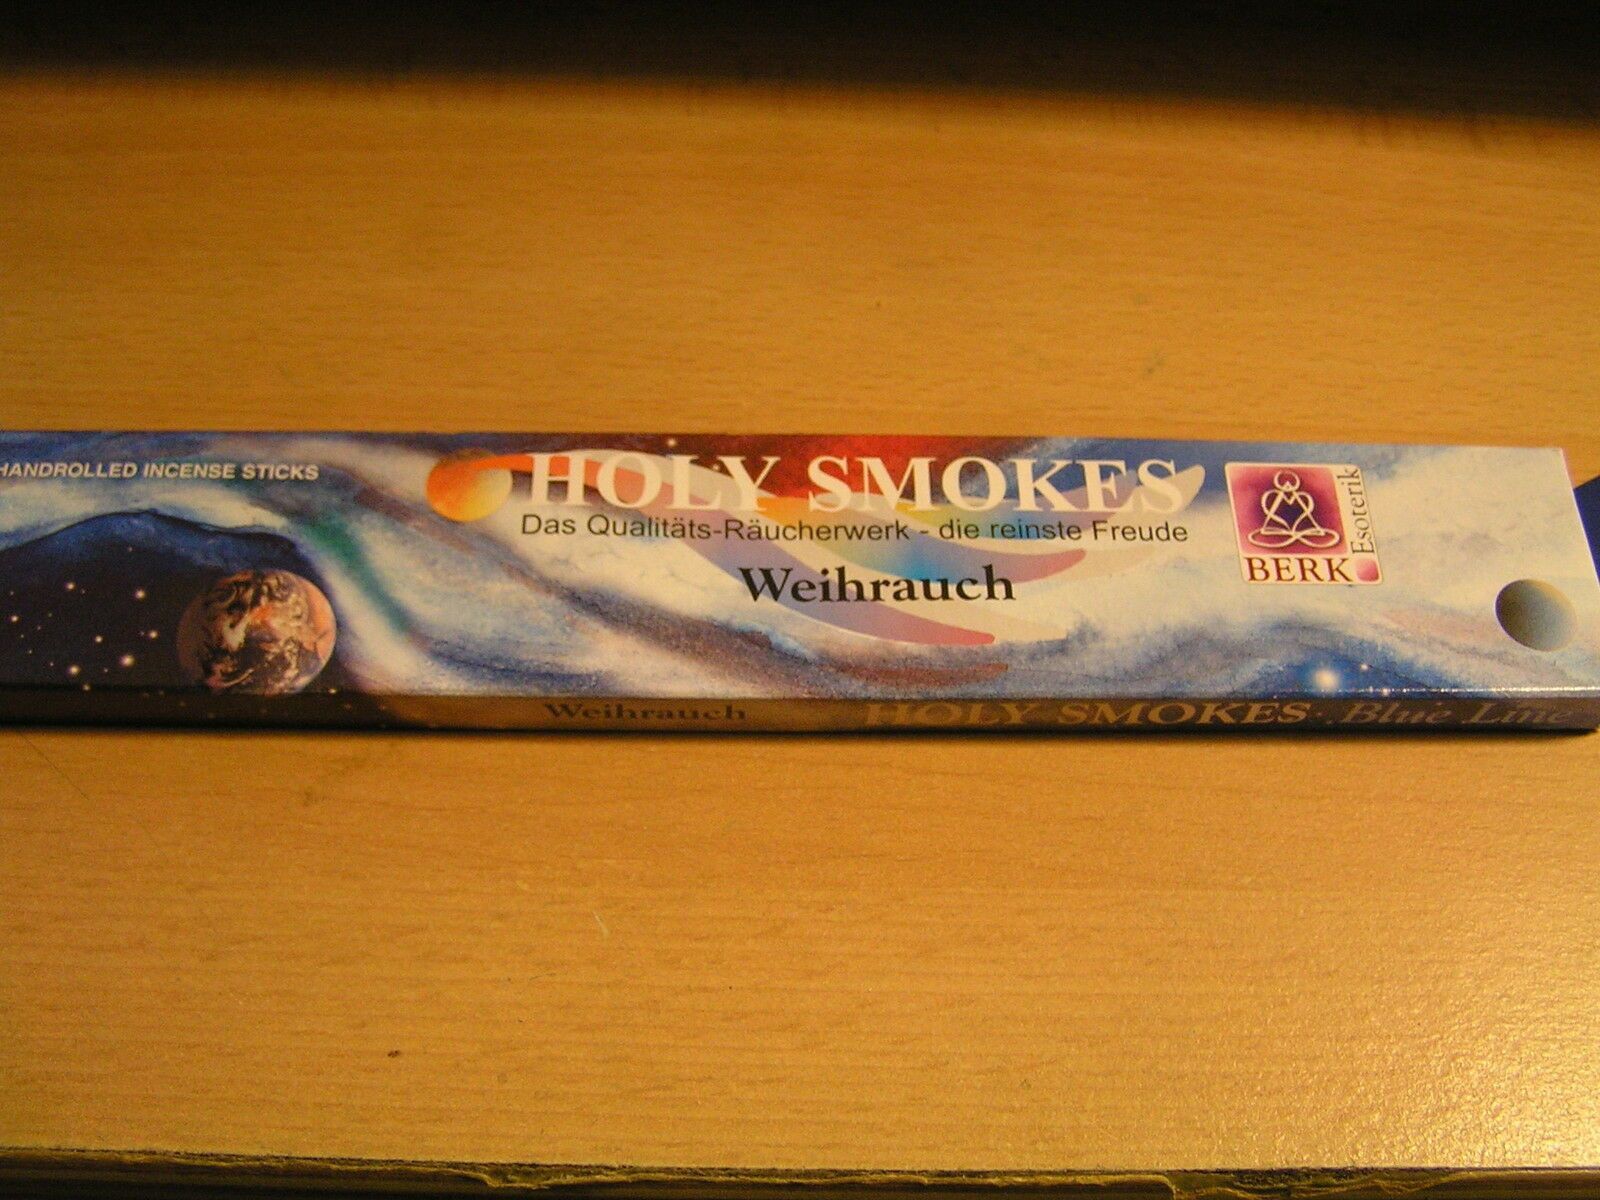 HANDROLLED INCENSE STICKS
HOLY SMOKES
Das Qualitäts-Räucherwerk - die reinste Freude
Weihrauch
BERK
Esoterik
Weihrauch
HOLY SMOKES Blue Line